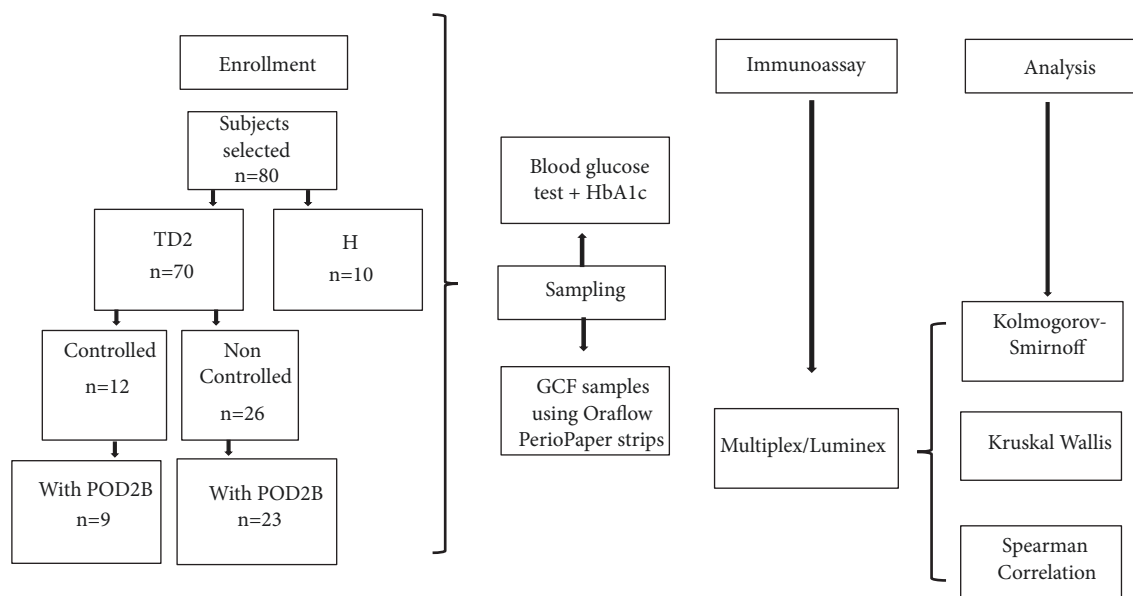 Enrollment
Subjects
selected
n=80
TD2
n=70
H
n=10
Controlled
n=12
Non
Controlled
n=26
With POD2B
n=9
With POD2B
n=23
Blood glucose
test + HbA1c
Sampling
GCF samples
using Oraflow
PerioPaper strips
Immunoassay
Multiplex/Luminex
Analysis
Kolmogorov-
Smirnoff
Kruskal Wallis
Spearman
Correlation